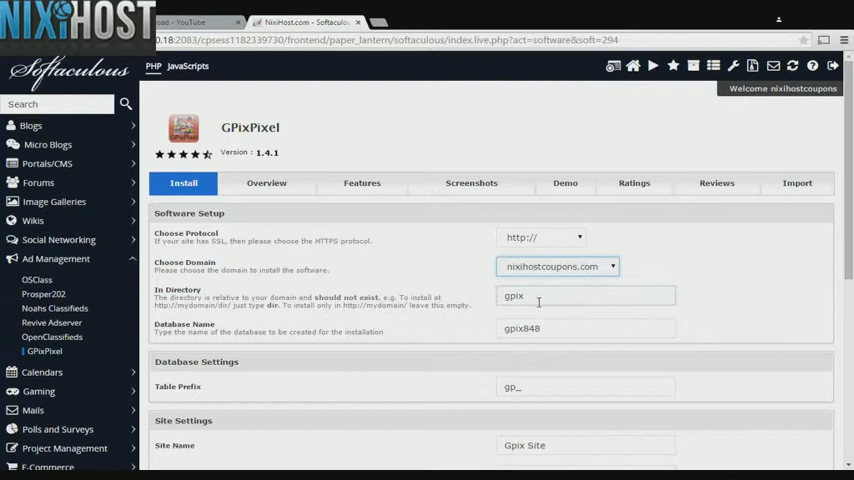 NIXIHOST
oad - YouTube
NixiHost.com - Softaculou
0.18:2083/cpsess1182339730/frontend/paper_lantern/softaculous/index.live.php?act=software&soft=294
Softaculous
PHP JavaScripts
Welcome nixihostcoupons
Search
Blogs
Micro Blogs
Portals/CMS
Forums
Image Galleries
Wikis
Social Networking
Ad Management
OSClass
Prosper202
Noahs Classifieds
Revive Adserver
OpenClassifieds
GPixPixel
Calendars
Gaming
Mails
Polls and Surveys
Project Management
E-Commerce
GPixPixel
Version : 1.4.1
Install Overview Features Screenshots Demo Ratings Reviews Import
Software Setup
Choose Protocol
If your site has SSL, then please choose the HTTPS protocol.
http://
Choose Domain
Please choose the domain to install the software.
nixihostcoupons.com
In Directory
The directory is relative to your domain and should not exist. e.g. To install at
http://mydomain/dir/ just type dir. To install only in http://mydomain/ leave this empty.
gpix
Database Name
Type the name of the database to be created for the installation
gpix848
Database Settings
Table Prefix
gp_
Site Settings
Site Name
Gpix Site